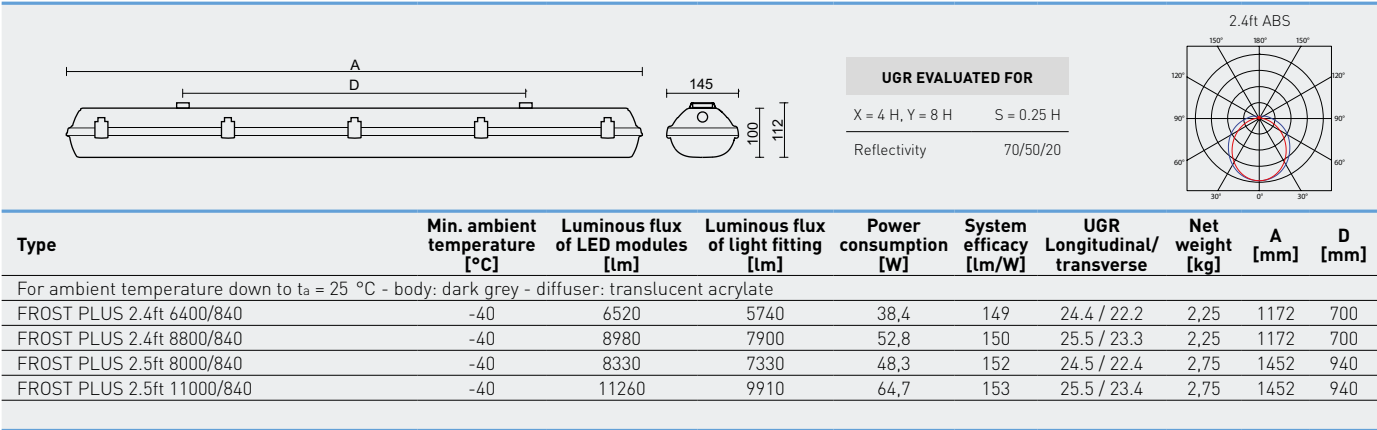 2.4ft ABS
150° 180° 150°
120° 120°
90° 90°
60° 60°
30° 0° 30°
A
D
145
100
112
UGR EVALUATED FOR
X = 4 H, Y = 8 H S = 0.25 H
Reflectivity 70/50/20
Type Min. ambient temperature [°C] Luminous flux of LED modules [lm] Luminous flux of light fitting [lm] Power consumption [W] System efficacy [lm/W] UGR Longitudinal/ transverse Net weight [kg] A [mm] D [mm]
For ambient temperature down to ta = 25 °C - body: dark grey - diffuser: translucent acrylate
FROST PLUS 2.4ft 6400/840 -40 6520 5740 38,4 149 24.4 / 22.2 2,25 1172 700
FROST PLUS 2.4ft 8800/840 -40 8980 7900 52,8 150 25.5 / 23.3 2,25 1172 700
FROST PLUS 2.5ft 8000/840 -40 8330 7330 48,3 152 24.5 / 22.4 2,75 1452 940
FROST PLUS 2.5ft 11000/840 -40 11260 9910 64,7 153 25.5 / 23.4 2,75 1452 940